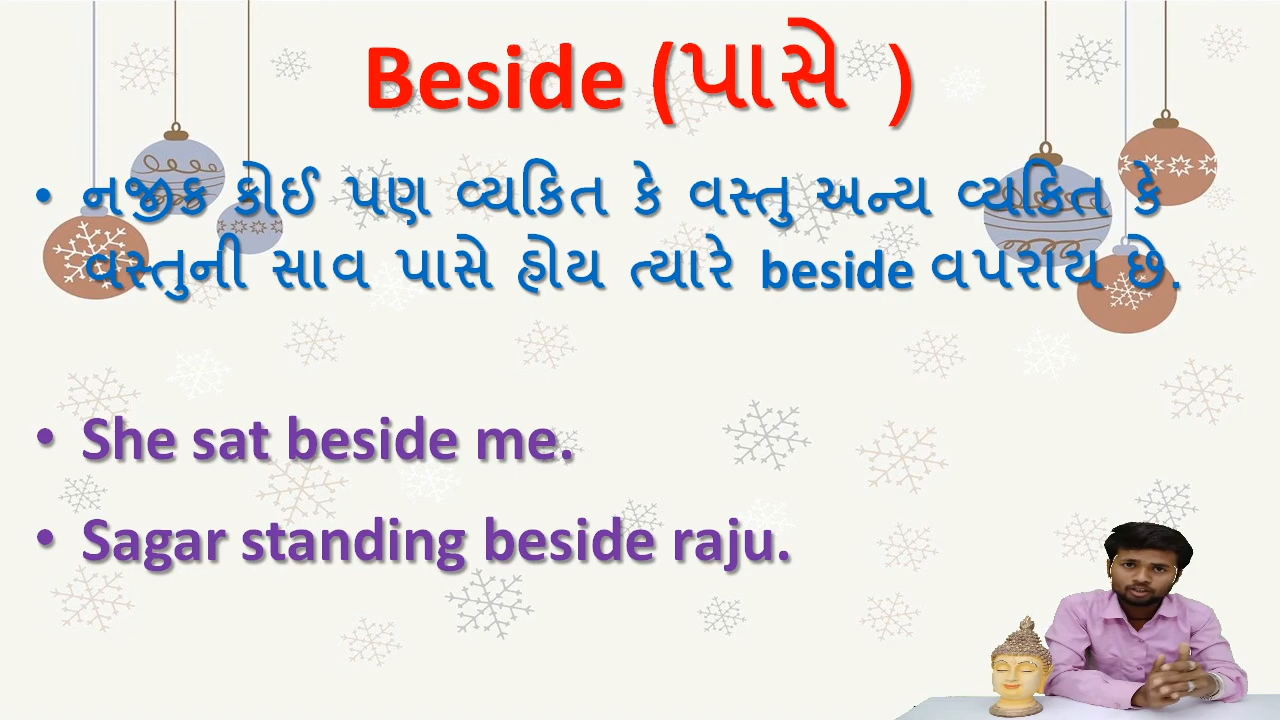 Beside (પાસે )
• નજીક કોઈ પણ વ્યકિત કે વસ્તુ અન્ય વ્યકિત કે
વસ્તુની સાવ પાસે હોય ત્યારે beside વપરાય છે.
• She sat beside me.
• Sagar standing beside raju.